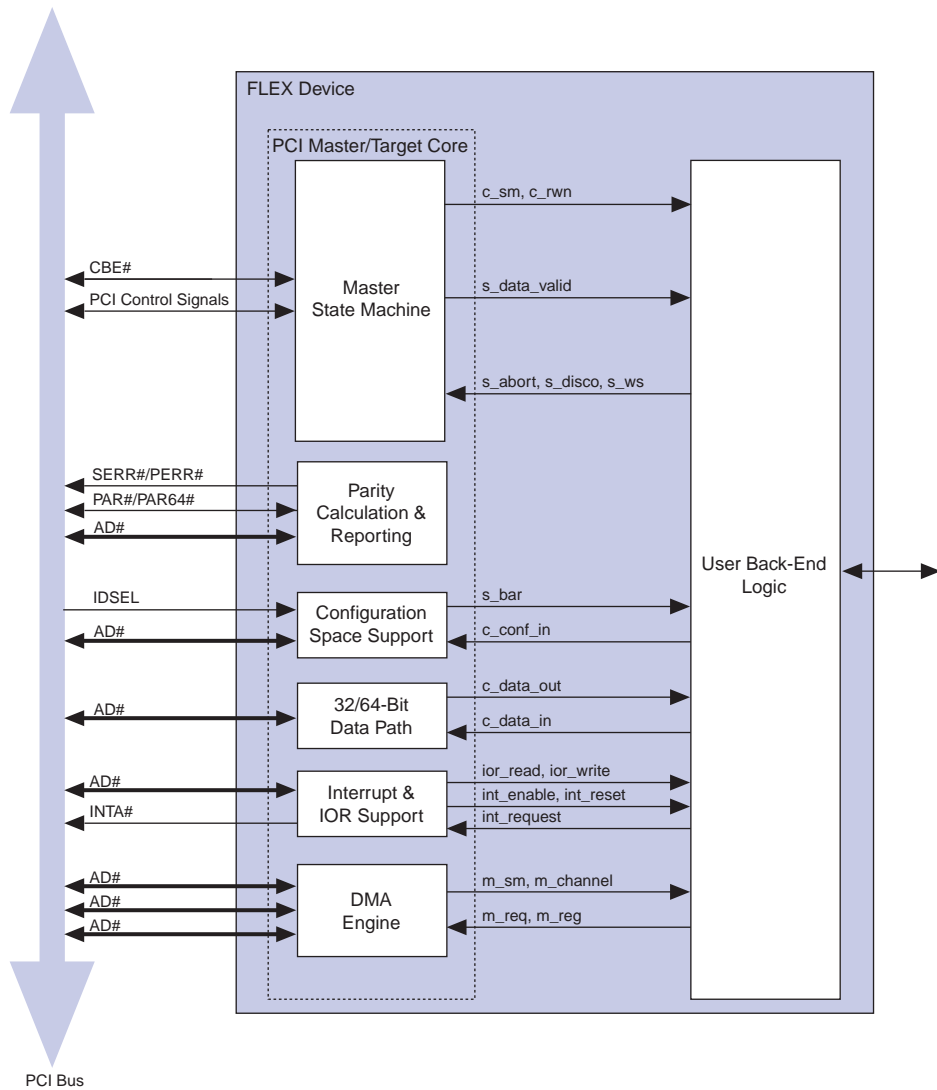 FLEX Device
PCI Master/Target Core
c_sm, c_rwn
CBE#
Master
State Machine
s_data_valid
PCI Control Signals
s_abort, s_disco, s_ws
SERR#/PERR#
PAR#/PAR64#
AD#
Parity
Calculation &
Reporting
User Back-End
Logic
IDSEL
AD#
Configuration
Space Support
s_bar
c_conf_in
AD#
32/64-Bit
Data Path
c_data_out
c_data_in
AD#
INTA#
Interrupt &
IOR Support
ior_read, ior_write
int_enable, int_reset
int_request
AD#
AD#
AD#
DMA
Engine
m_sm, m_channel
m_req, m_reg
PCI Bus